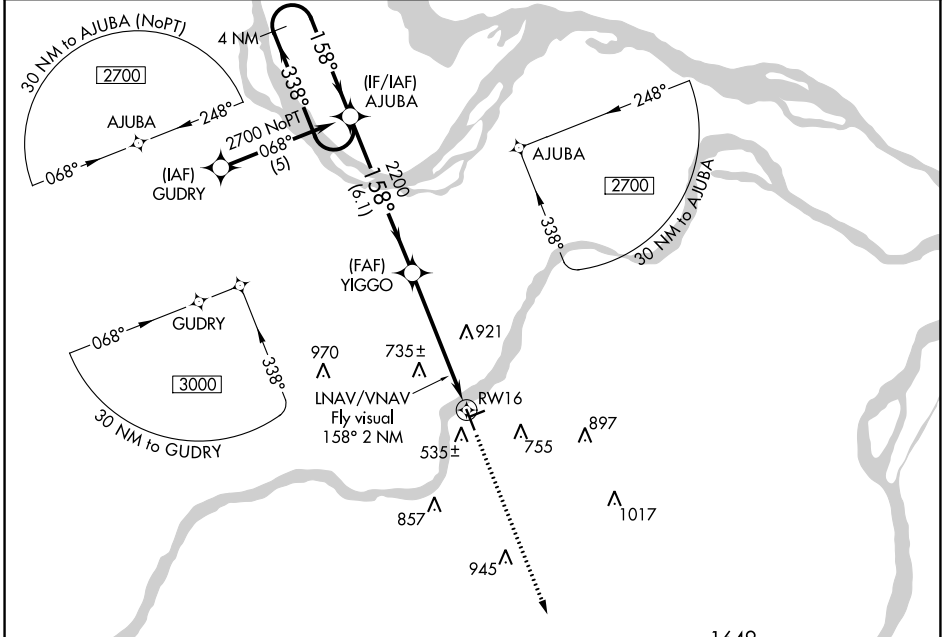 30 NM to AJUBA (NoPT)
2700
AJUBA
248°
068°
4 NM
158°
338°
(IF/IAF)
AJUBA
2700 NoPT
068°
(5)
(IAF)
GUDRY
2200
158°
(6.1)
248°
AJUBA
2700
338°
30 NM to AJUBA
(FAF)
YIGGO
068°
GUDRY
338°
3000
30 NM to GUDRY
921
970
735±
LNAV/VNAV
Fly visual
158° 2 NM
RW16
535±
755
897
857
1017
945